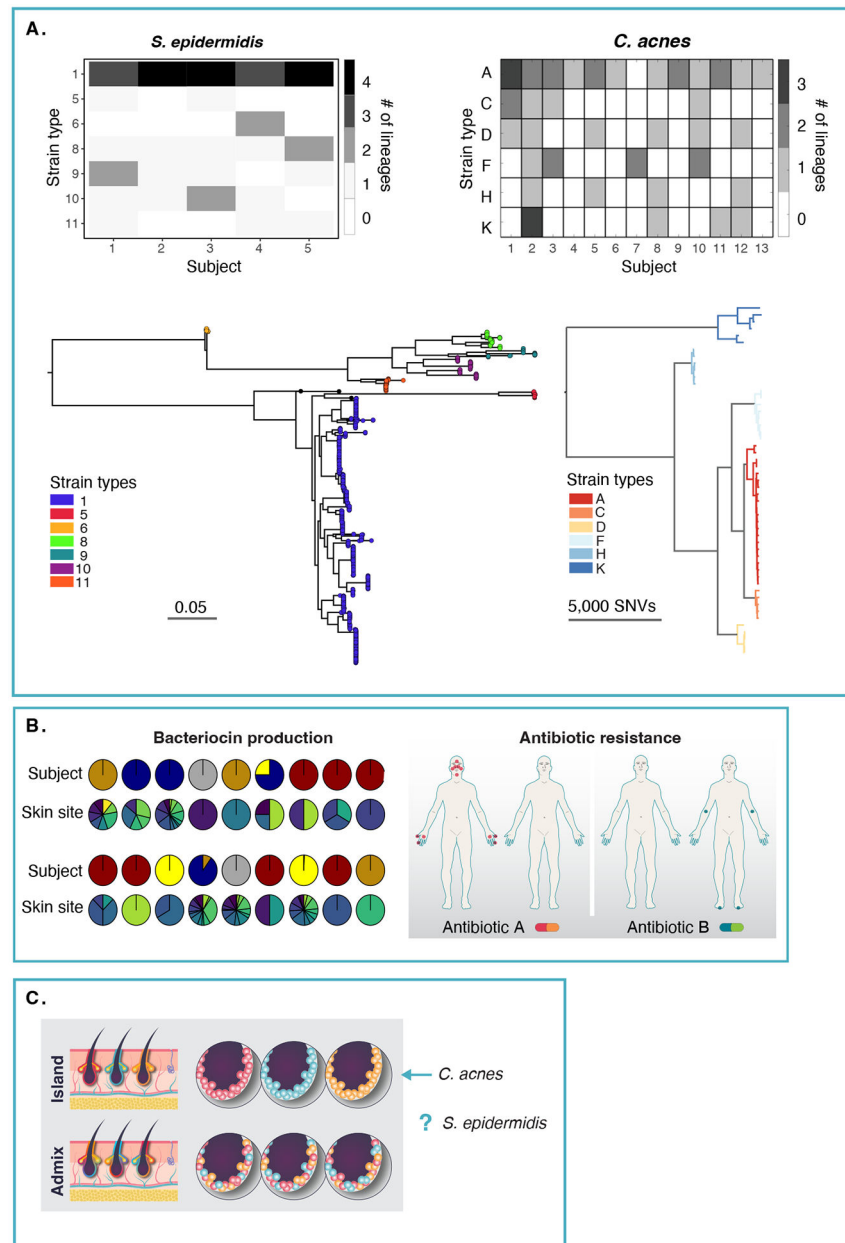 A.
S. epidermidis
Strain type
1
5
6
8
9
10
11
1 2 3 4 5
Subject
4
3
2
1
0
# of lineages
C. acnes
Strain type
A
C
D
F
H
K
1 2 3 4 5 6 7 8 9 10 11 12 13
Subject
3
2
1
0
# of lineages
Strain types
1
5
6
8
9
10
11
0.05
Strain types
A
C
D
F
H
K
5,000 SNVs
B.
Bacteriocin production
Subject
Skin site
Subject
Skin site
Antibiotic resistance
Antibiotic A
Antibiotic B
C.
Island
Admix
C. acnes
? S. epidermidis